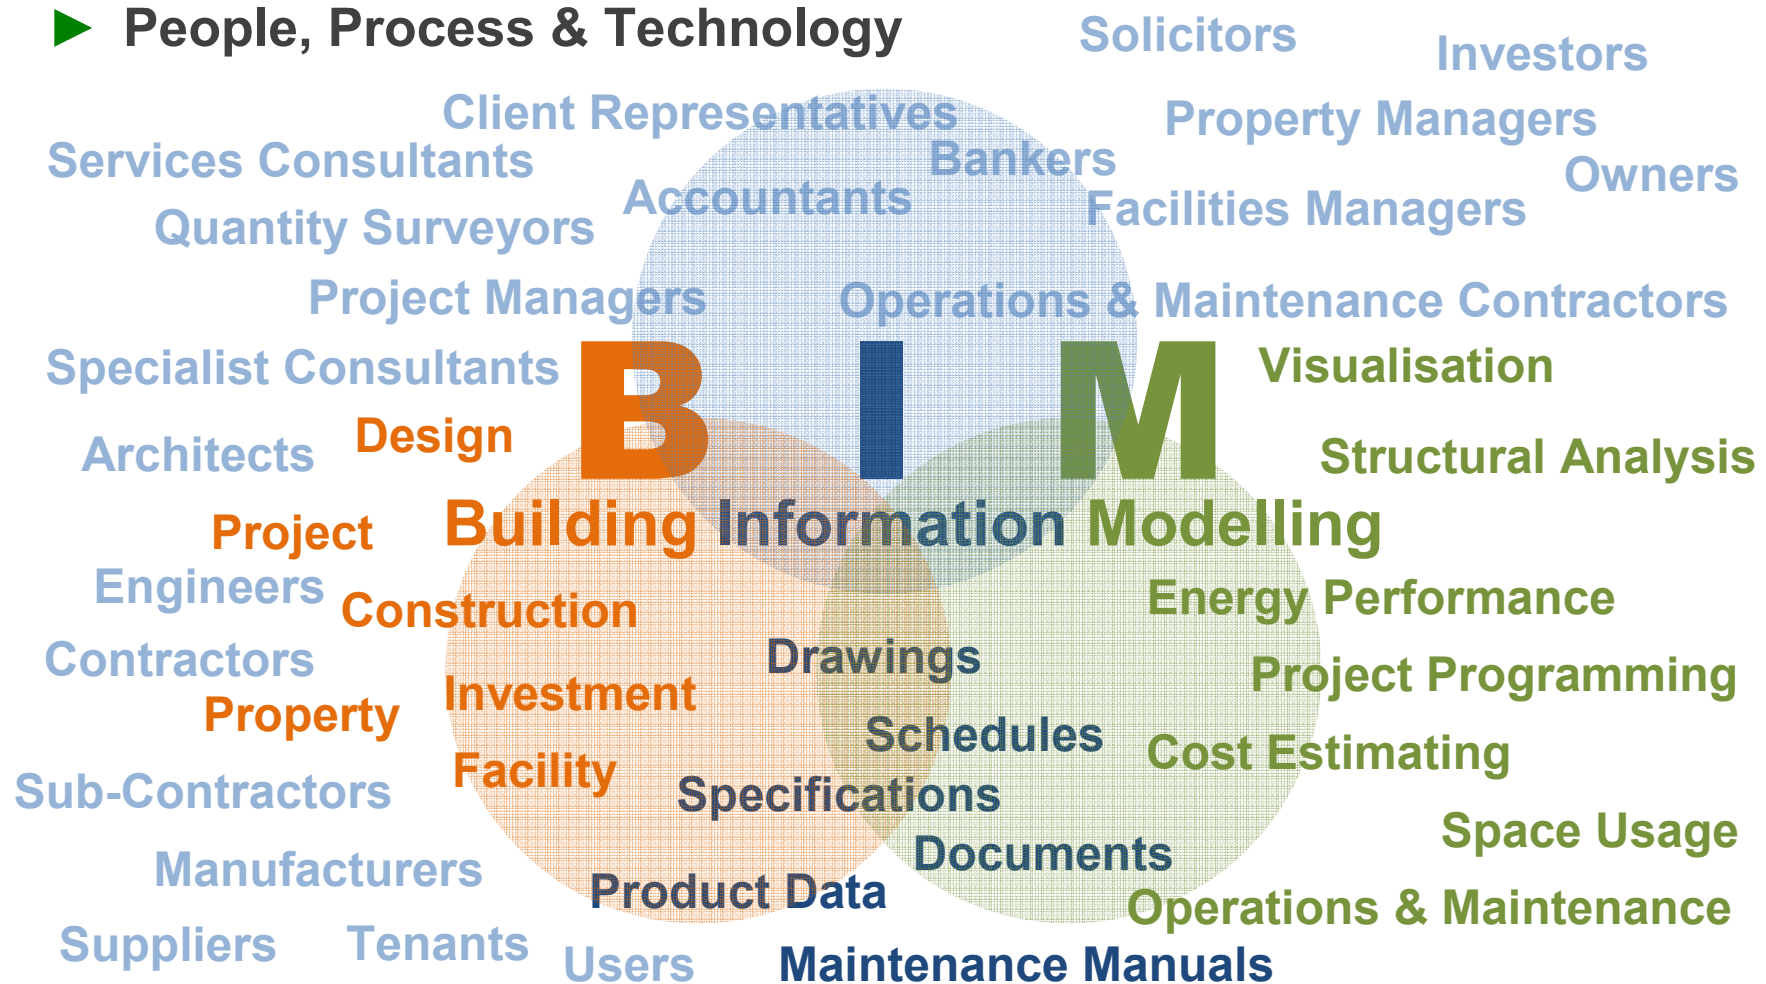 ► People, Process & Technology
Solicitors
Investors
Client Representatives
Property Managers
Services Consultants
Bankers
Owners
Accountants
Facilities Managers
Quantity Surveyors
Project Managers
Operations & Maintenance Contractors
Specialist Consultants
B I M
Visualisation
Design
Architects
Structural Analysis
Project
Building Information Modelling
Engineers
Energy Performance
Construction
Contractors
Drawings
Project Programming
Investment
Property
Schedules
Cost Estimating
Facility
Sub-Contractors
Specifications
Space Usage
Documents
Manufacturers
Product Data
Operations & Maintenance
Suppliers
Tenants
Users
Maintenance Manuals